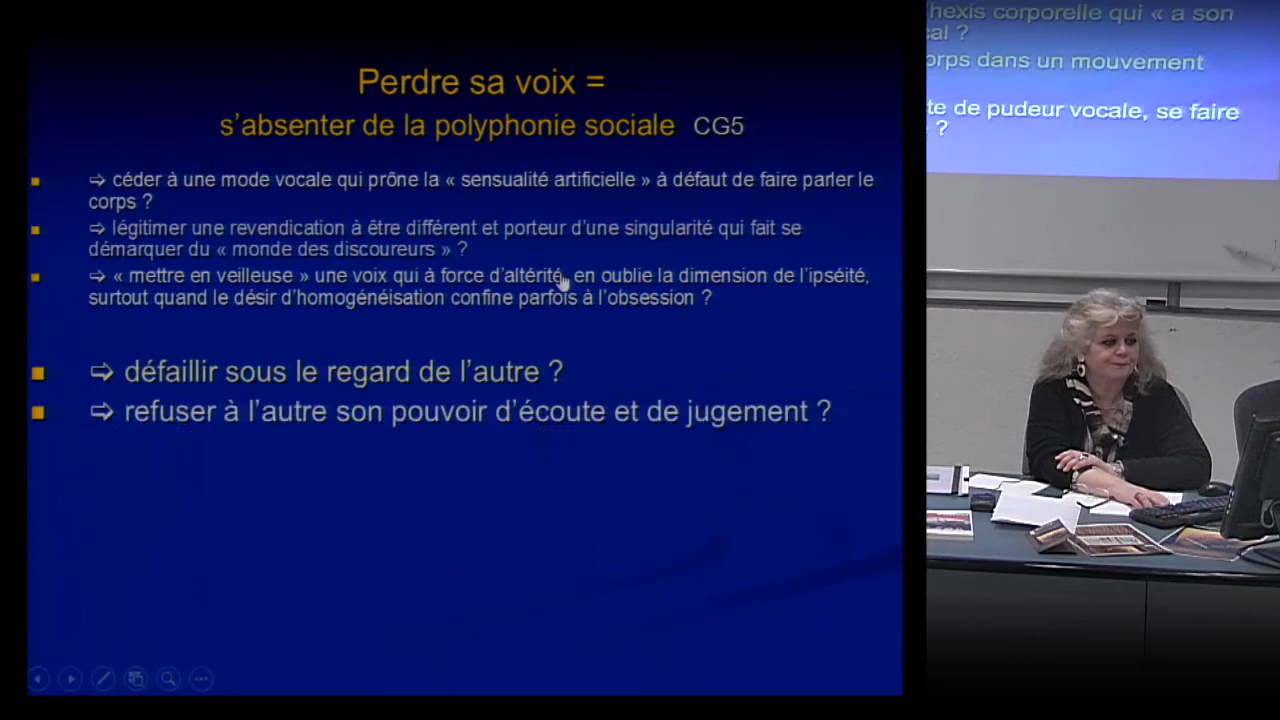 Perdre sa voix =
s'absenter de la polyphonie sociale CG5
⇨ céder à une mode vocale qui prône la « sensualité artificielle » à défaut de faire parler le
corps ?
⇨ légitimer une revendication à être différent et porteur d'une singularité qui fait se
démarquer du « monde des discoureurs » ?
⇨ « mettre en veilleuse » une voix qui à force d'altérité, en oublie la dimension de l'ipséité,
surtout quand le désir d'homogénéisation confine parfois à l'obsession ?
⇨ défaillir sous le regard de l'autre ?
⇨ refuser à l'autre son pouvoir d'écoute et de jugement ?
'hexis corporelle qui « a son
cal ?
orps dans un mouvement
te de pudeur vocale, se faire
?